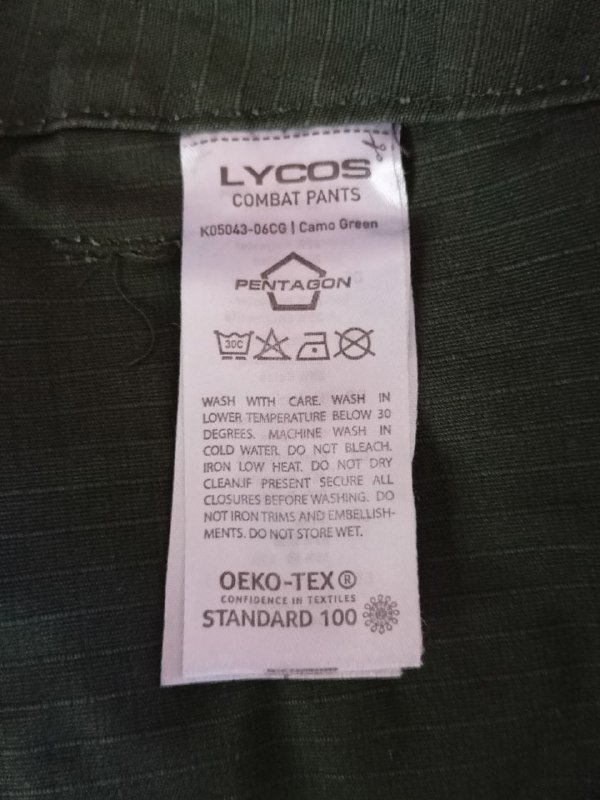 LYCOS
COMBAT PANTS
K05043-06CG | Camo Green
PENTAGON
30C
WASH WITH CARE. WASH IN
LOWER TEMPERATURE BELOW 30
DEGREES. MACHINE WASH IN
COLD WATER. DO NOT BLEACH.
IRON LOW HEAT. DO NOT DRY
CLEAN.IF PRESENT SECURE ALL
CLOSURES BEFORE WASHING. DO
NOT IRON TRIMS AND EMBELLISH-
MENTS. DO NOT STORE WET.
OEKO-TEX®
CONFIDENCE IN TEXTILES
STANDARD 100